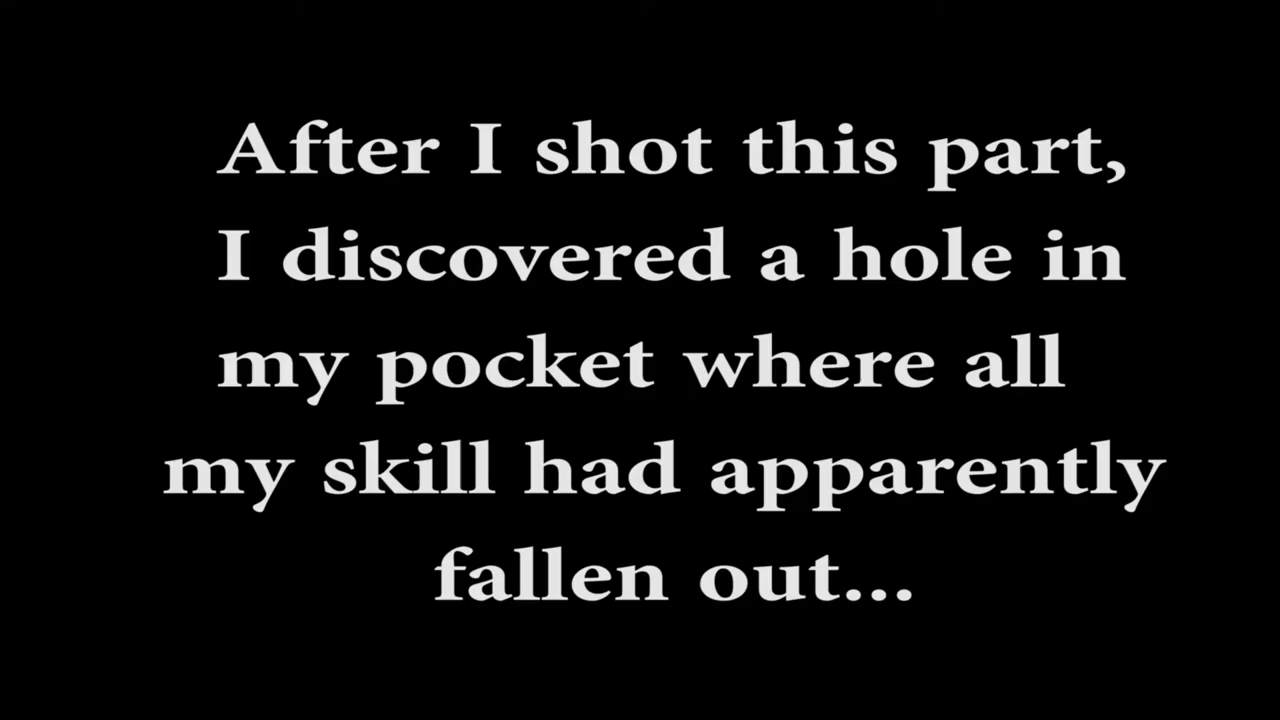 After I shot this part,
I discovered a hole in
my pocket where all
my skill had apparently
fallen out...